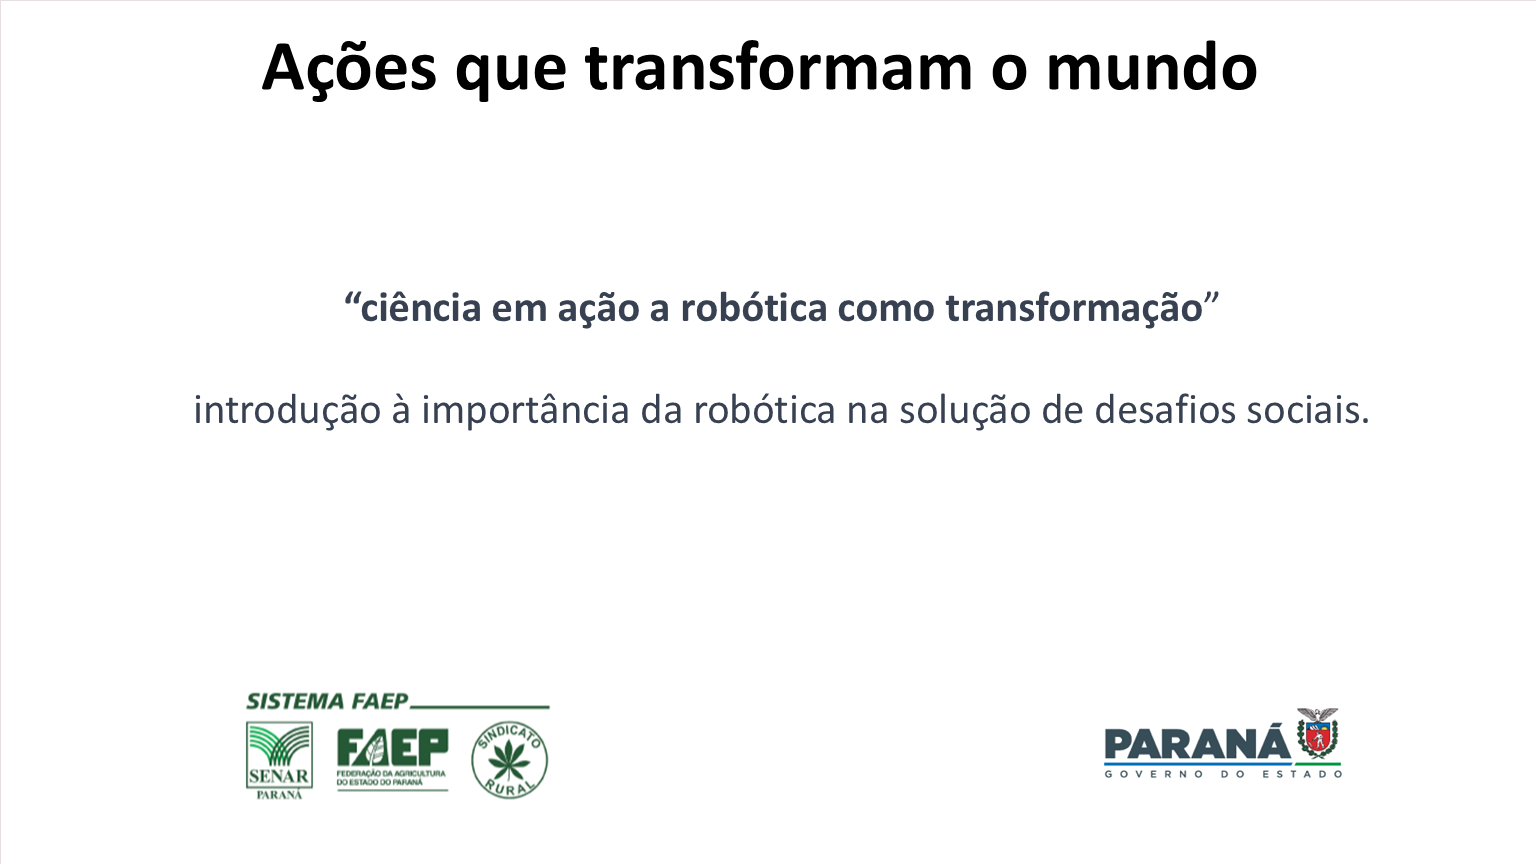 Ações que transformam o mundo
“ciência em ação a robótica como transformação”
introdução à importância da robótica na solução de desafios sociais.
SISTEMA FAEP
SENAR
PARANÁ
FAEP
FEDERAÇÃO DA AGRICULTURA
DO ESTADO DO PARANÁ
SINDICATO
RURAL
PARANÁ
GOVERNO DO ESTADO